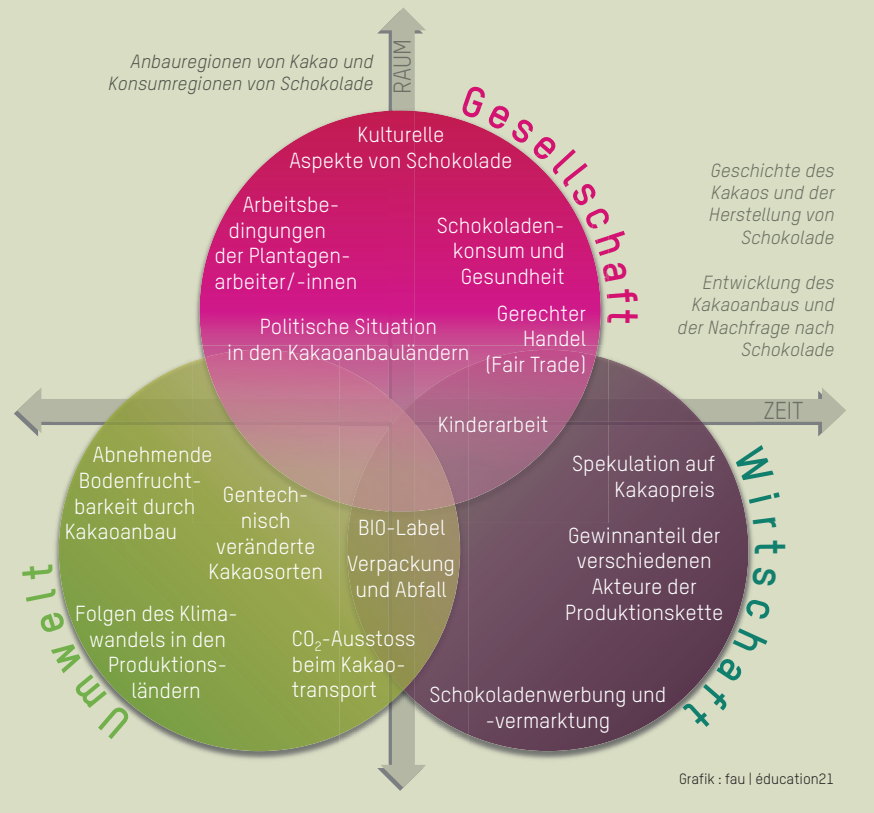 RAUM
Anbauregionen von Kakao und
Konsumregionen von Schokolade
Gesellschaft
Kulturelle
Aspekte von Schokolade
Arbeitsbe-
dingungen
der Plantagen-
arbeiter/-innen
Schokoladen-
konsum und
Gesundheit
Politische Situation
in den Kakaoanbauländern
Gerechter
Handel
(Fair Trade)
Geschichte des
Kakaos und der
Herstellung von
Schokolade
Entwicklung des
Kakaoanbaus und
der Nachfrage nach
Schokolade
ZEIT
Kinderarbeit
Umwelt
Abnehmende
Bodenfrucht-
barkeit durch
Kakaoanbau
Gentech-
nisch
veränderte
Kakaosorten
Folgen des Klima-
wandels in den
Produktions-
ländern
CO₂-Ausstoss
beim Kakao-
transport
BIO-Label
Verpackung
und Abfall
Wirtschaft
Spekulation auf
Kakaopreis
Gewinnanteil der
verschiedenen
Akteure der
Produktionskette
Schokoladenwerbung und
-vermarktung
Grafik : fau | éducation21